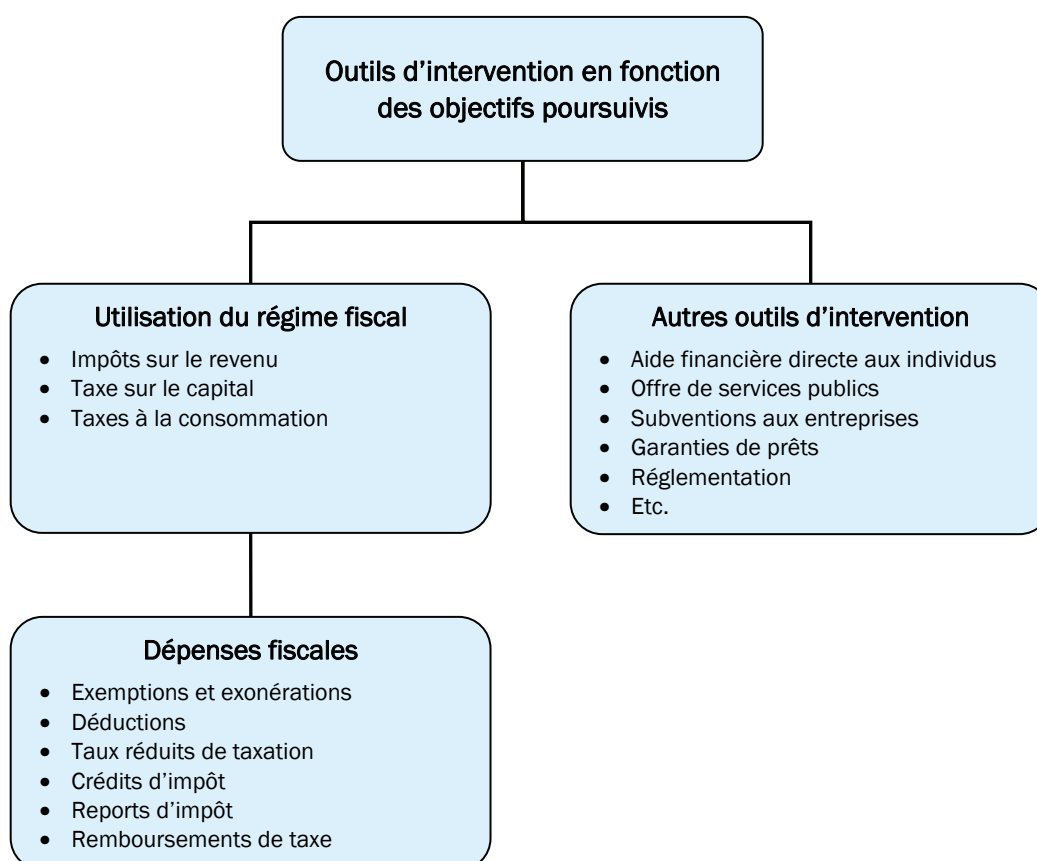 Outils d’intervention en fonction
des objectifs poursuivis
Utilisation du régime fiscal
• Impôts sur le revenu
• Taxe sur le capital
• Taxes à la consommation
Autres outils d’intervention
• Aide financière directe aux individus
• Offre de services publics
• Subventions aux entreprises
• Garanties de prêts
• Réglementation
• Etc.
Dépenses fiscales
• Exemptions et exonérations
• Déductions
• Taux réduits de taxation
• Crédits d’impôt
• Reports d’impôt
• Remboursements de taxe